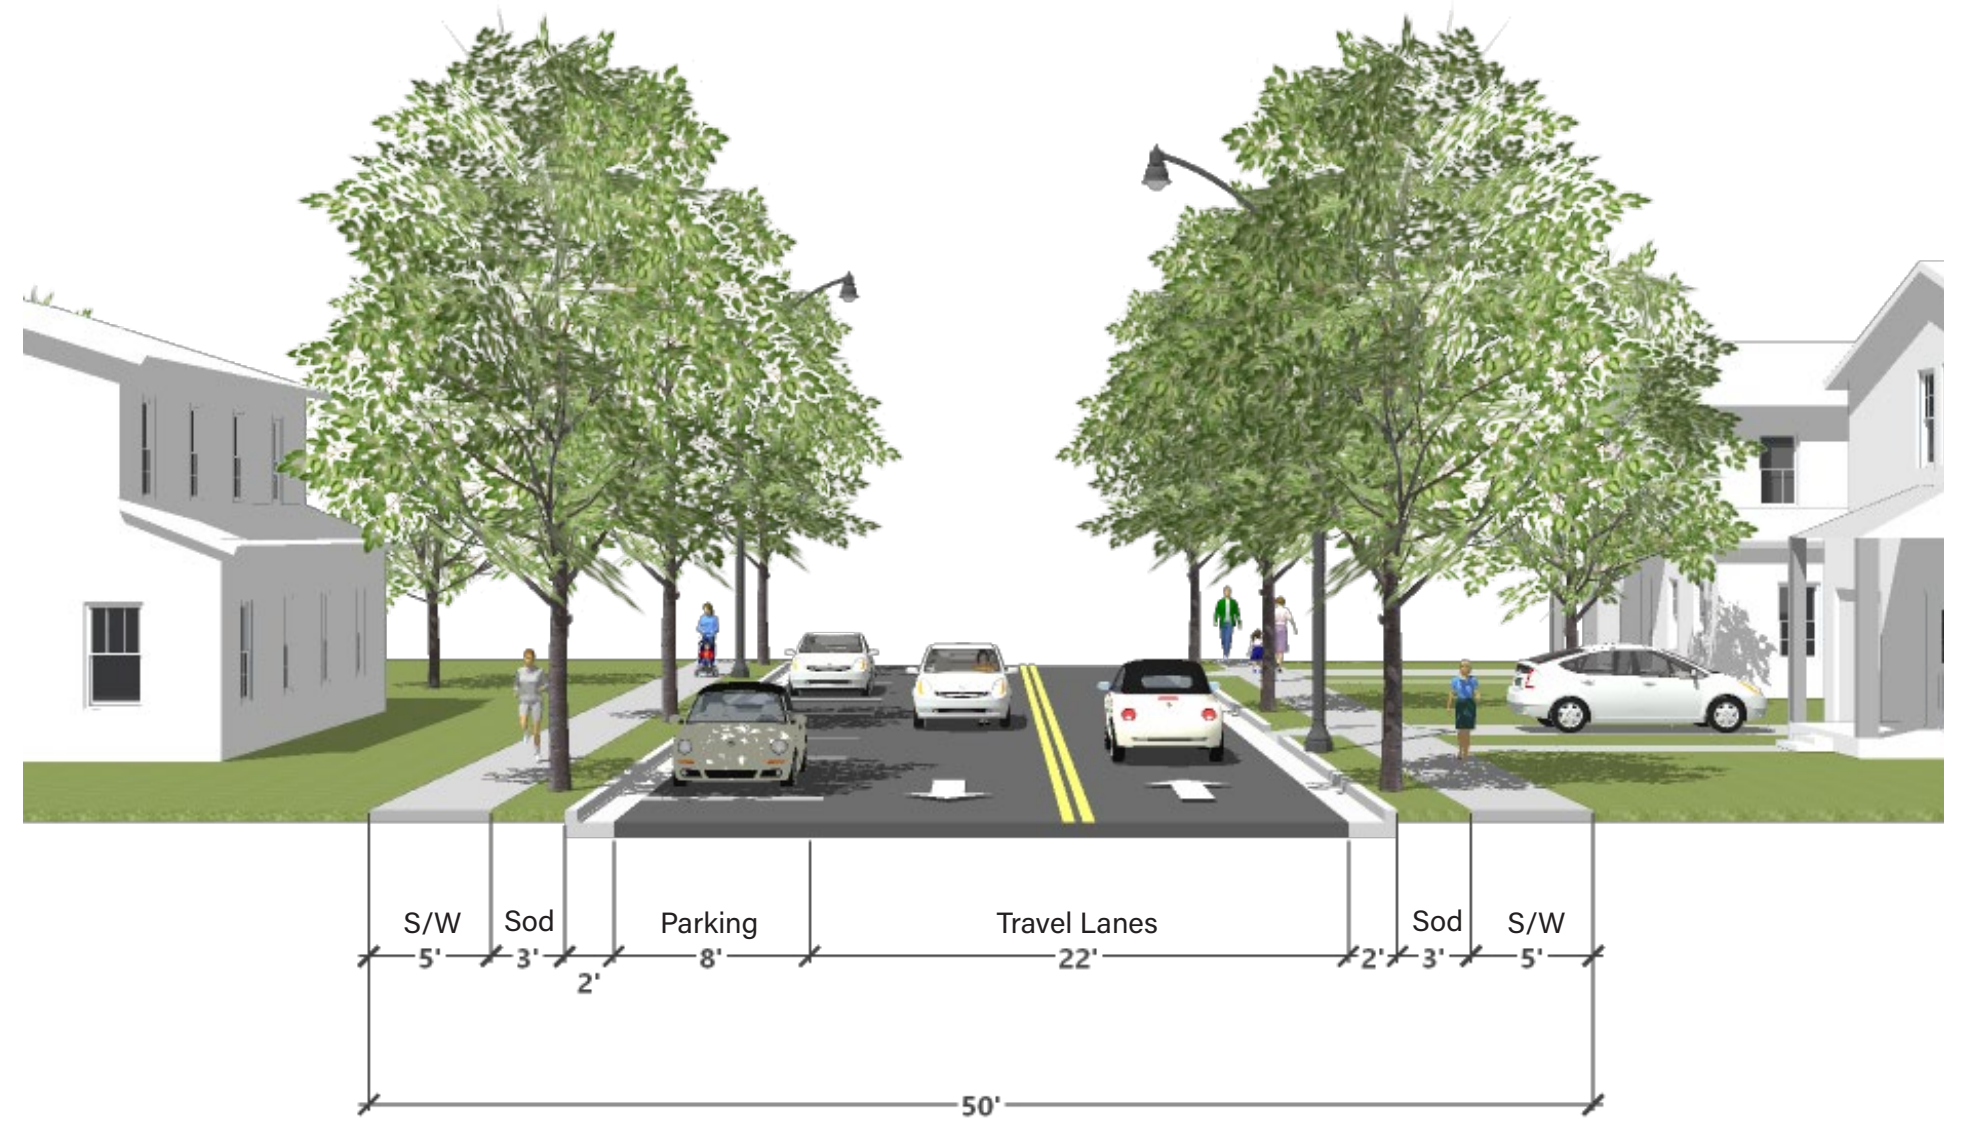 S/W Sod Parking Travel Lanes Sod S/W
5' 3' 8' 22' 2' 3' 5'
2'
50'